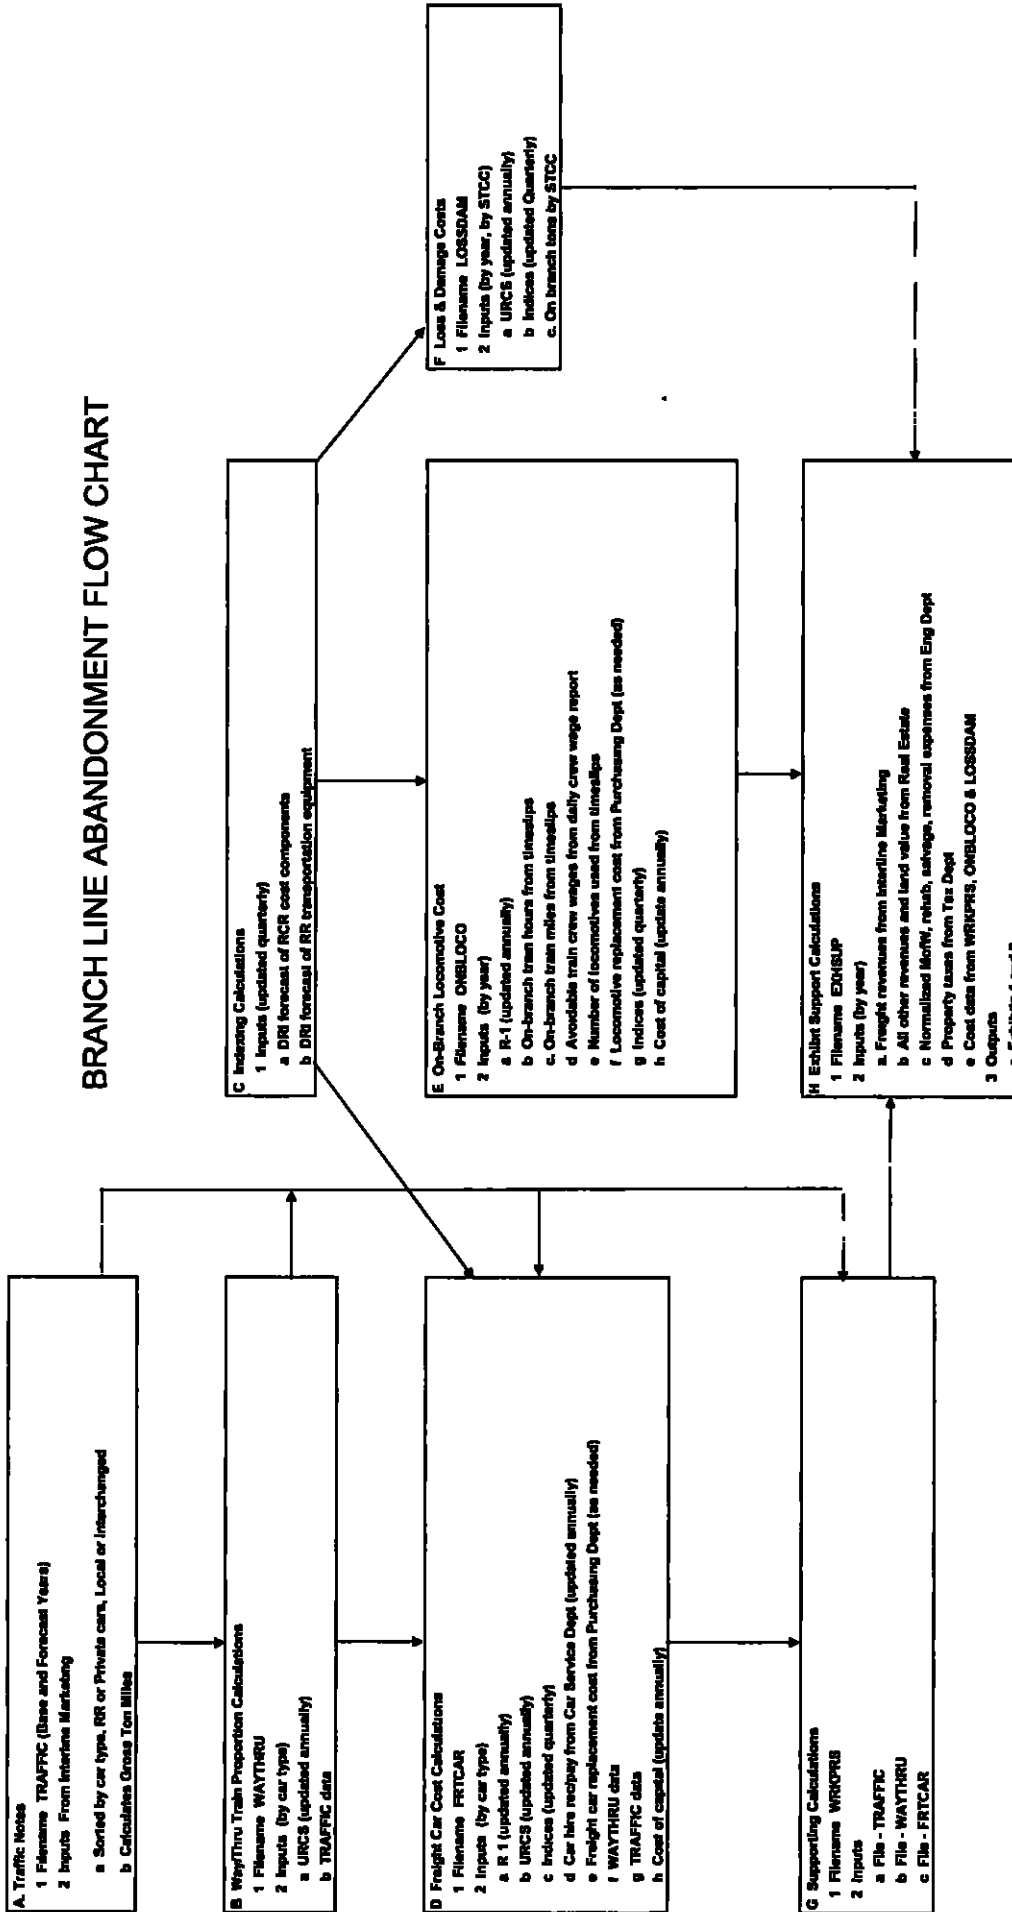 BRANCH LINE ABANDONMENT FLOW CHART
A. Traffic Notes
1 Filename TRAFFIC (Base and Forecast Years)
2 Inputs From Interline Marketing
a Sorted by car type, RR or Private cars, Local or Interchanged
b Calculates Gross Ton Miles
B Way/Thru Train Proportion Calculations
1 Filename WAYTHRU
2 Inputs (by car type)
a URCS (updated annually)
b TRAFFIC data
C Indexing Calculations
1 Inputs (updated quarterly)
a DRI forecast of RCR cost components
b DRI forecast of RR transportation equipment
D Freight Car Cost Calculations
1 Filename FRTCAR
2 Inputs (by car type)
a R 1 (updated annually)
b URCS (updated annually)
c Indices (updated quarterly)
d Car hire rec/pay from Car Service Dept (updated annually)
e Freight car replacement cost from Purchasing Dept (as needed)
f WAYTHRU data
g TRAFFIC data
h Cost of capital (update annually)
E On-Branch Locomotive Cost
1 Filename ONBLOCO
2 Inputs (by year)
a R-1 (updated annually)
b On-branch train hours from timeslips
c. On-branch train miles from timeslips
d Avoidable train crew wages from daily crew wage report
e Number of locomotives used from timeslips
f Locomotive replacement cost from Purchasing Dept (as needed)
g Indices (updated quarterly)
h Cost of capital (update annually)
F Loss & Damage Costs
1 Filename LOSSDAM
2 Inputs (by year, by STCC)
a URCS (updated annually)
b Indices (updated Quarterly)
c. On branch tons by STCC
G Supporting Calculations
1 Filename WRKPRS
2 Inputs
a File - TRAFFIC
b File - WAYTHRU
c File - FRTCAR
H Exhibit Support Calculations
1 Filename EXHSUP
2 Inputs (by year)
a. Freight revenues from Interline Marketing
b All other revenues and land value from Real Estate
c Normalized MofW, rehab, salvage, removal expenses from Eng Dept
d Property taxes from Tax Dept
e Cost data from WRKPRS, ONBLOCO & LOSSDAM
3 Outputs